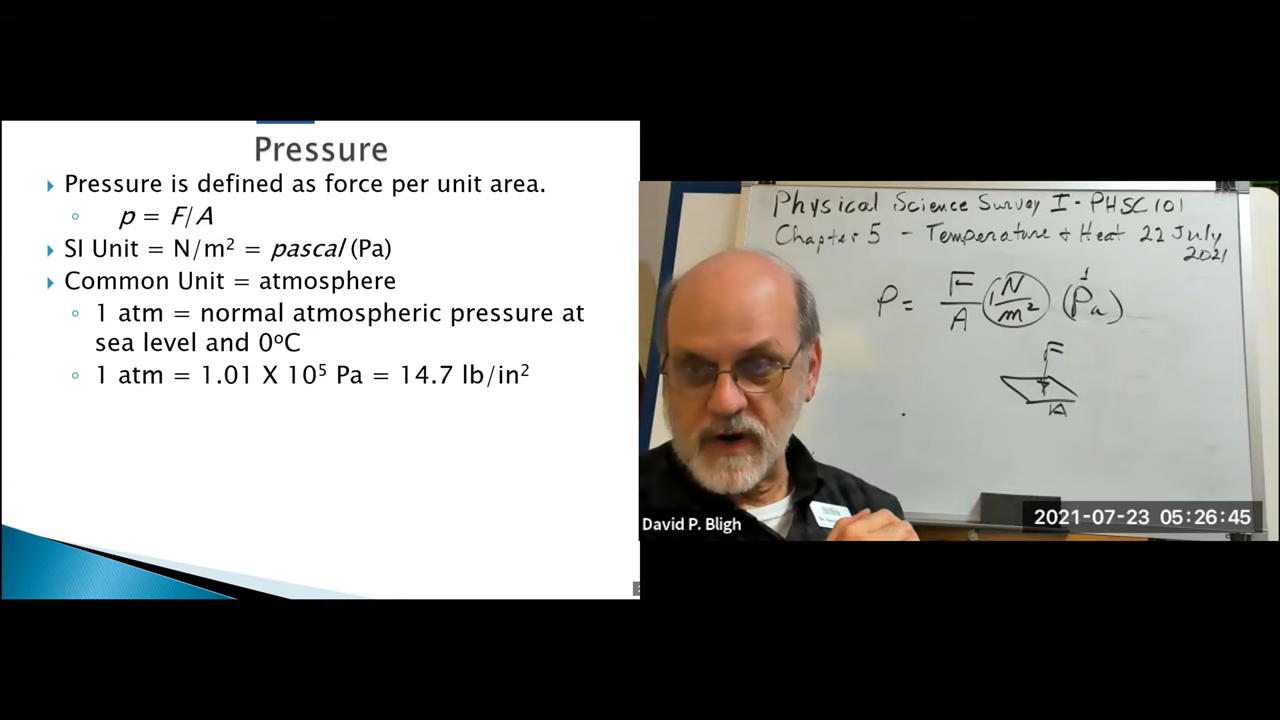 Pressure
Pressure is defined as force per unit area.
p = F/A
SI Unit = N/m² = pascal (Pa)
Common Unit = atmosphere
1 atm = normal atmospheric pressure at
sea level and 0°C
1 atm = 1.01 X 10⁵ Pa = 14.7 lb/in²
Physical Science Survey I - PHSC 101
Chapter 5 - Temperature + Heat 22 July
2021
P = F/A (1 N/m²) (1 Pa)
F
A
David P. Bligh
2021-07-23 05:26:45